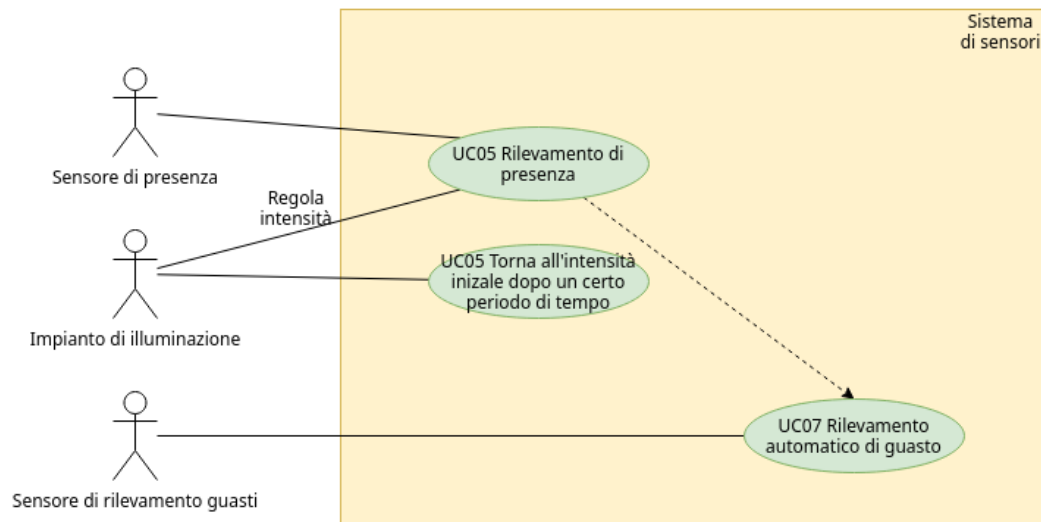 Sistema
di sensori
Sensore di presenza
UC05 Rilevamento di
presenza
Regola
intensità
Impianto di illuminazione
UC05 Torna all'intensità
inizale dopo un certo
periodo di tempo
Sensore di rilevamento guasti
UC07 Rilevamento
automatico di guasto